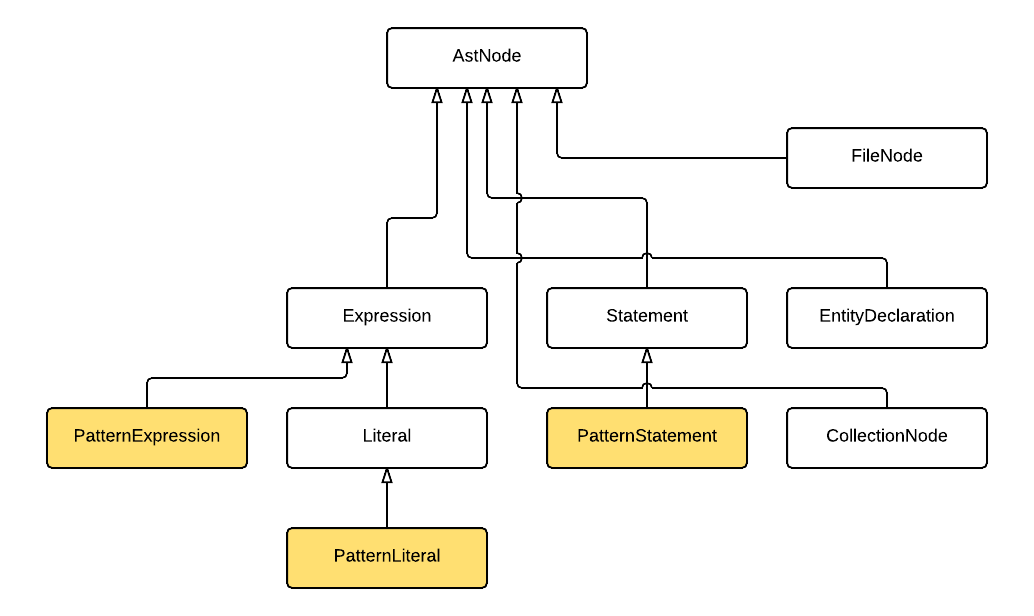 AstNode
FileNode
Expression
Statement
EntityDeclaration
PatternExpression
Literal
PatternStatement
CollectionNode
PatternLiteral